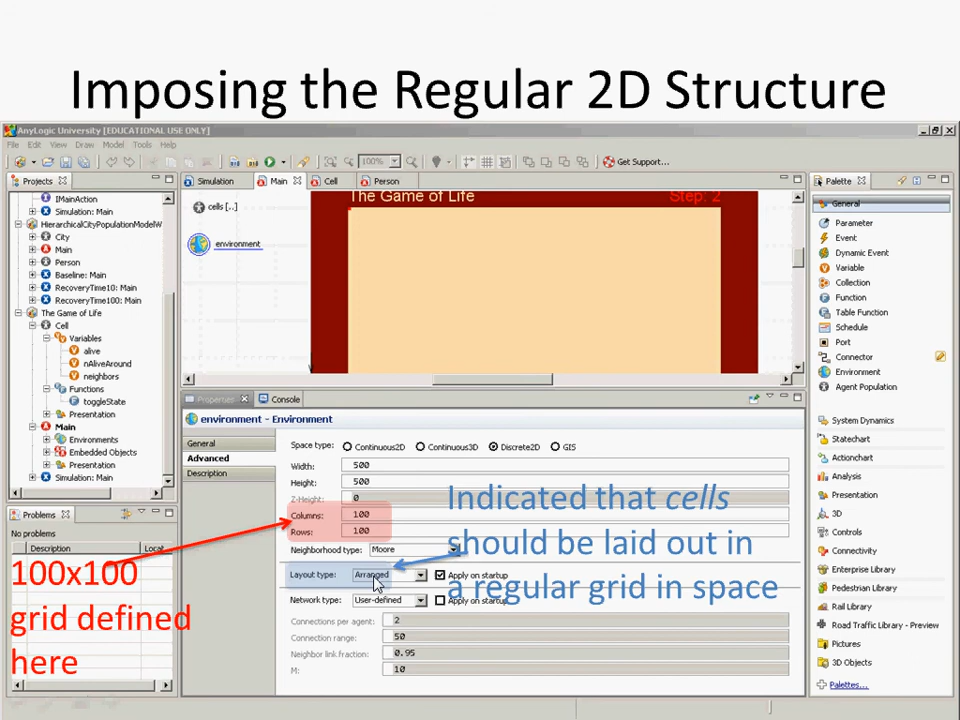 Imposing the Regular 2D Structure
AnyLogic University [EDUCATIONAL USE ONLY]
File Edit View Draw Model Tools Help
100%
Get Support...
Projects
IMainAction
Simulation: Main
HierarchicalCityPopulationModelW
City
Main
Person
Baseline: Main
RecoveryTime10: Main
RecoveryTime100: Main
The Game of Life
Cell
Variables
alive
nAliveAround
neighbors
Functions
toggleState
Presentation
Main
Environments
Embedded Objects
Presentation
Simulation: Main
Problems
No problems
Description Locat
100x100
grid defined
here
Simulation Main Cell Person
cells [..]
environment
The Game of Life Step: 2
Properties Console
environment - Environment
General
Advanced
Description
Space type: Continuous2D Continuous3D Discrete2D GIS
Width: 500
Height: 500
Z-Height: 0
Columns: 100
Rows: 100
Neighborhood type: Moore
Layout type: Arranged Apply on startup
Network type: User-defined Apply on startup
Connections per agent: 2
Connection range: 50
Neighbor link fraction: 0.95
M: 10
Indicated that cells
should be laid out in
a regular grid in space
Palette
General
Parameter
Event
Dynamic Event
Variable
Collection
Function
Table Function
Schedule
Port
Connector
Environment
Agent Population
System Dynamics
Statechart
Actionchart
Analysis
Presentation
3D
Controls
Connectivity
Enterprise Library
Pedestrian Library
Rail Library
Road Traffic Library - Preview
Pictures
3D Objects
Palettes...